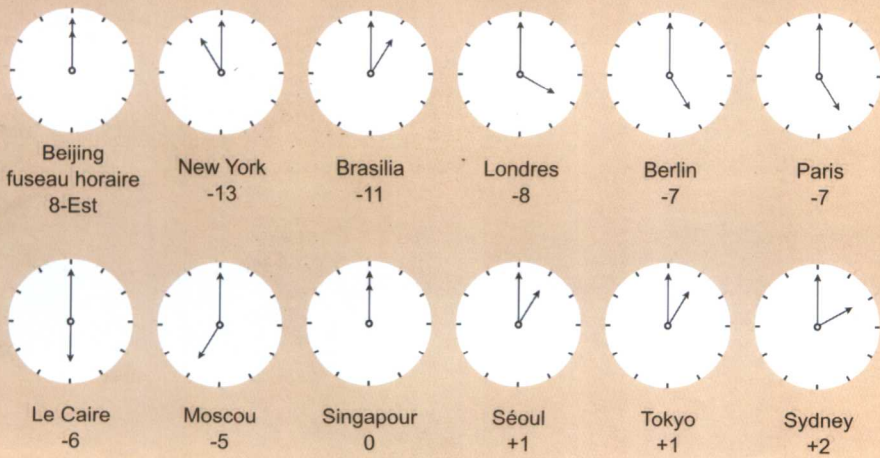 Beijing
fuseau horaire
8-Est
New York
-13
Brasilia
-11
Londres
-8
Berlin
-7
Paris
-7
Le Caire
-6
Moscou
-5
Singapour
0
Séoul
+1
Tokyo
+1
Sydney
+2